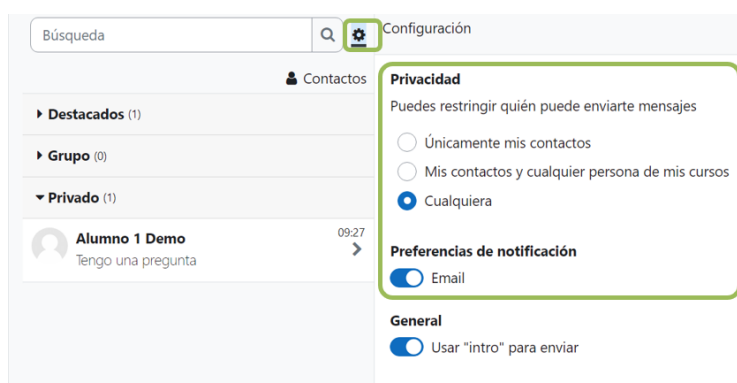 Búsqueda
Contactos
Destacados (1)
Grupo (0)
Privado (1)
Alumno 1 Demo
09:27
Tengo una pregunta
Configuración
Privacidad
Puedes restringir quién puede enviarte mensajes
Únicamente mis contactos
Mis contactos y cualquier persona de mis cursos
Cualquiera
Preferencias de notificación
Email
General
Usar "intro" para enviar